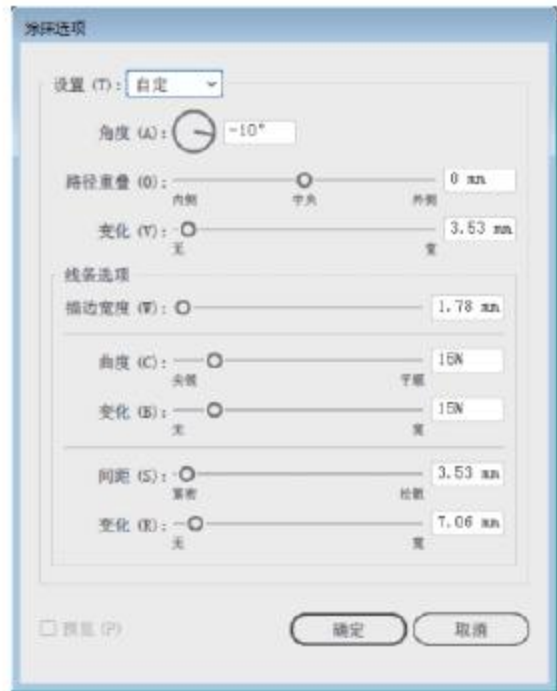 涂抹选项
设置 (T): 自定
角度 (A): -10°
路径重叠 (O): 0 mm
内侧 中央 外侧
变化 (V): 3.53 mm
无 宽
线条选项
描边宽度 (W): 1.78 mm
曲度 (C): 15%
尖锐 平顺
变化 (B): 15%
无 宽
间距 (S): 3.53 mm
紧密 松散
变化 (R): 7.06 mm
无 宽
预览 (P) 确定 取消